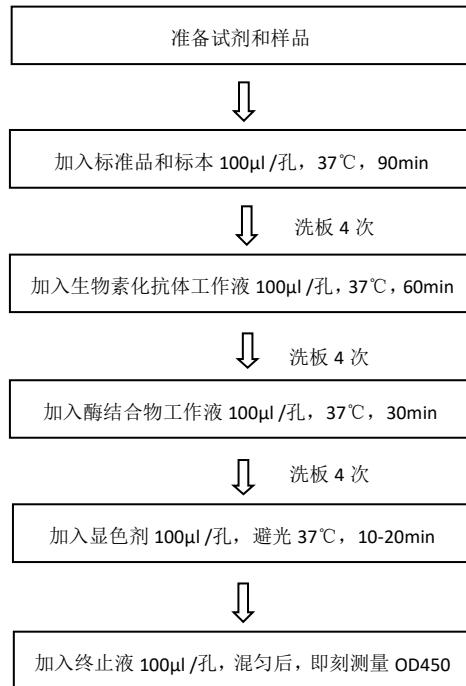 准备试剂和样品
加入标准品和标本 100μl /孔，37℃，90min
洗板 4 次
加入生物素化抗体工作液 100μl /孔，37℃，60min
洗板 4 次
加入酶结合物工作液 100μl /孔，37℃，30min
洗板 4 次
加入显色剂 100μl /孔，避光 37℃，10-20min
加入终止液 100μl /孔，混匀后，即刻测量 OD450